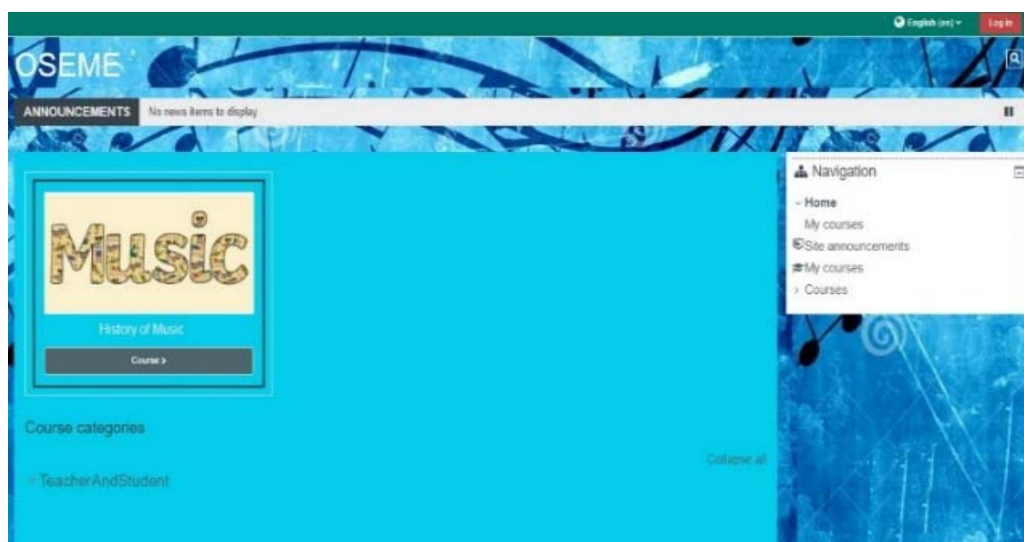 English (en)
Log in
OSEME
ANNOUNCEMENTS No news items to display
Music
History of Music
Course
Course categories
Collapse all
TeacherAndStudent
Navigation
Home
My courses
Site announcements
My courses
Courses